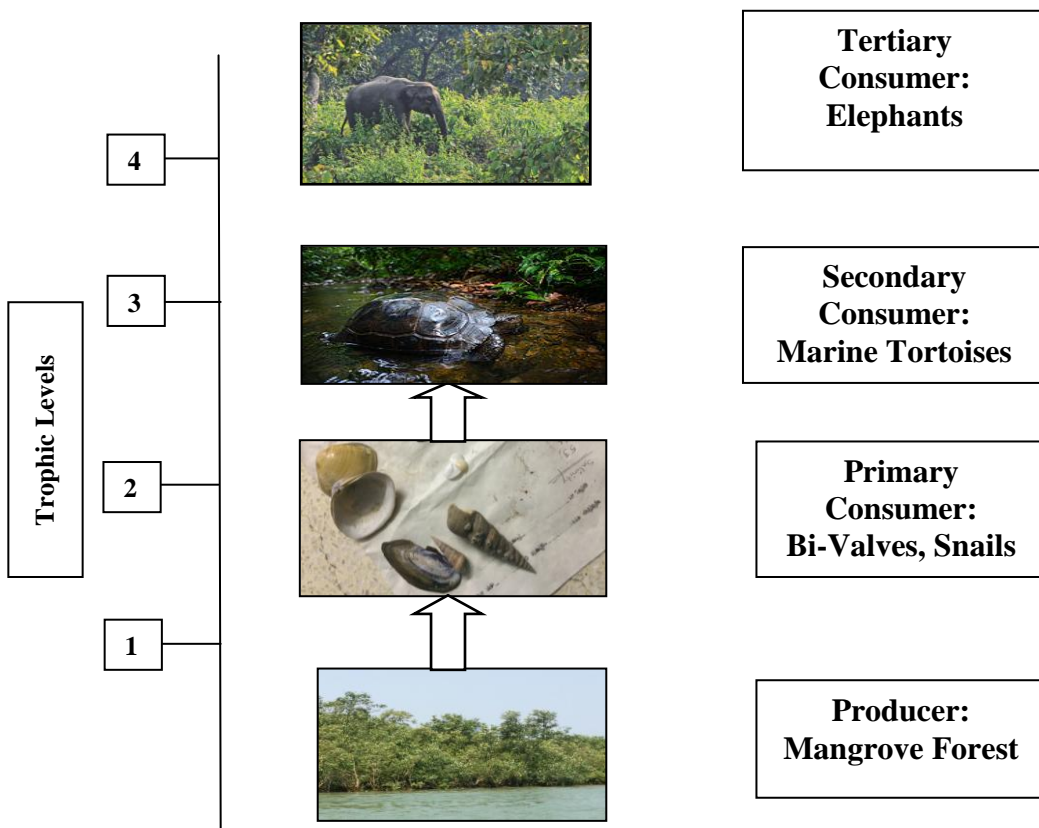 Tertiary
Consumer:
Elephants
4
3
Secondary
Consumer:
Marine Tortoises
Trophic Levels
2
Primary
Consumer:
Bi-Valves, Snails
1
Producer:
Mangrove Forest